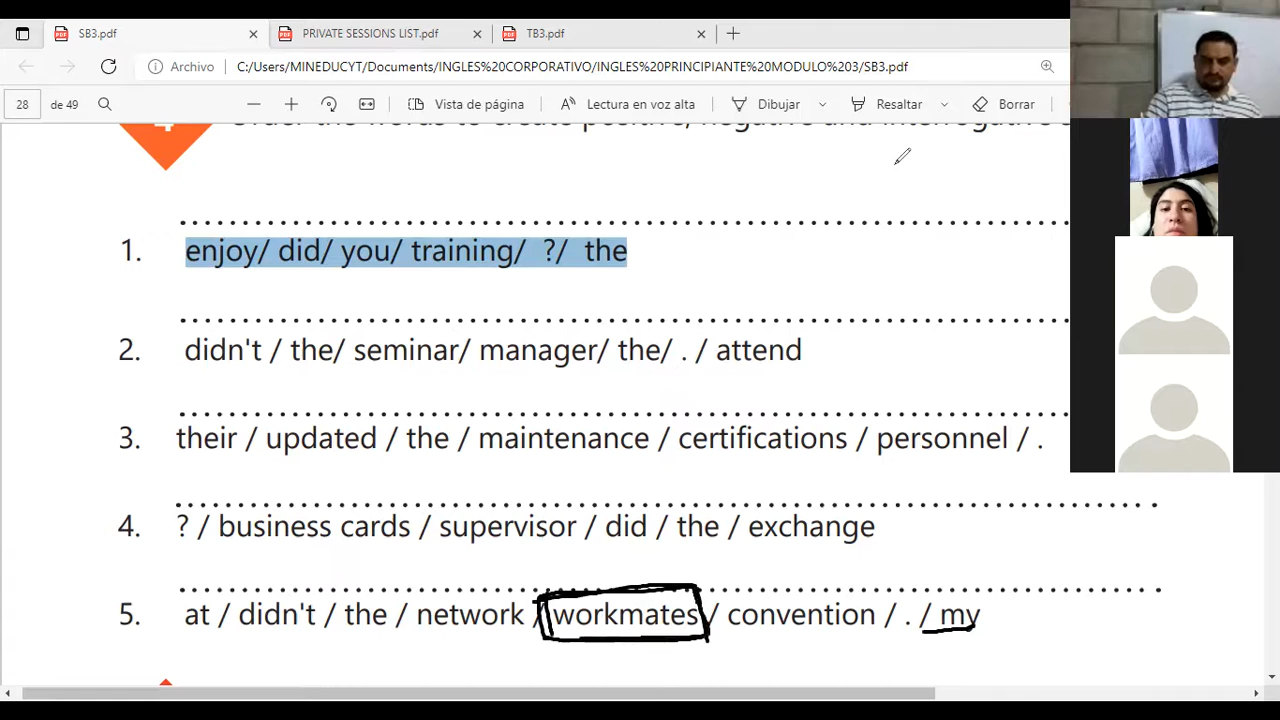 SB3.pdf
PRIVATE SESSIONS LIST.pdf
TB3.pdf
Archivo
C:/Users/MINEDUCYT/Documents/INGLES%20CORPORATIVO/INGLES%20PRINCIPIANTE%20MODULO%203/SB3.pdf
28 de 49
Vista de página
Lectura en voz alta
Dibujar
Resaltar
Borrar
1. enjoy/ did/ you/ training/ ?/ the
2. didn't / the/ seminar/ manager/ the/ . / attend
3. their / updated / the / maintenance / certifications / personnel / .
4. ? / business cards / supervisor / did / the / exchange
5. at / didn't / the / network / workmates / convention / . / my